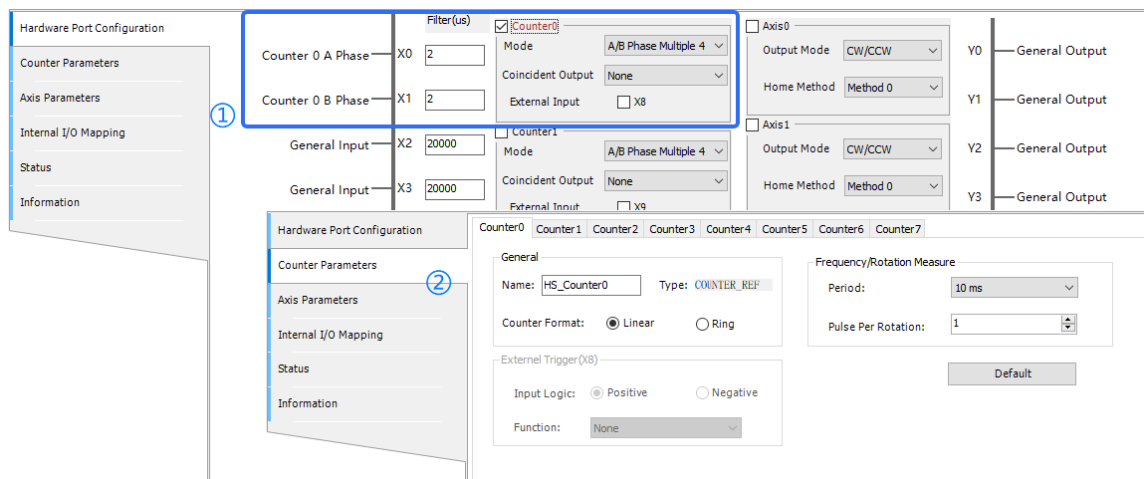 Hardware Port Configuration
Counter Parameters
Axis Parameters
Internal I/O Mapping
Status
Information
①
Filter(us)
Counter 0 A Phase X0 2
Counter 0 B Phase X1 2
General Input X2 20000
General Input X3 20000
Counter0
Mode A/B Phase Multiple 4
Coincident Output None
External Input X8
Counter1
Mode A/B Phase Multiple 4
Coincident Output None
External Input X9
Axis0
Output Mode CW/CCW
Home Method Method 0
Axis1
Output Mode CW/CCW
Home Method Method 0
Y0 General Output
Y1 General Output
Y2 General Output
Y3 General Output
Hardware Port Configuration
Counter Parameters
Axis Parameters
Internal I/O Mapping
Status
Information
②
Counter0 Counter1 Counter2 Counter3 Counter4 Counter5 Counter6 Counter7
General
Name: HS_Counter0 Type: COUNTER_REF
Counter Format: Linear Ring
Externel Trigger(X8)
Input Logic: Positive Negative
Function: None
Frequency/Rotation Measure
Period: 10 ms
Pulse Per Rotation: 1
Default